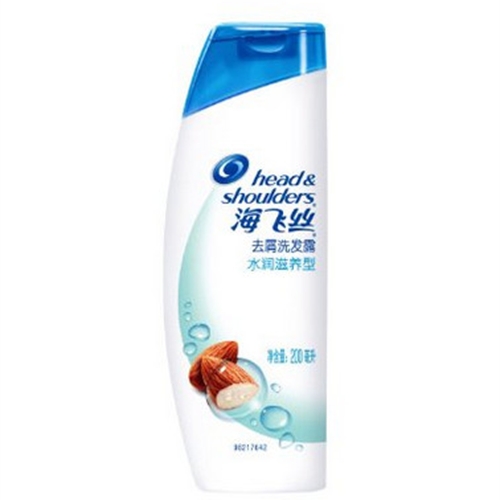 head &
shoulders®
海飞丝®
去屑洗发露
水润滋养型
净含量:200毫升
98217642